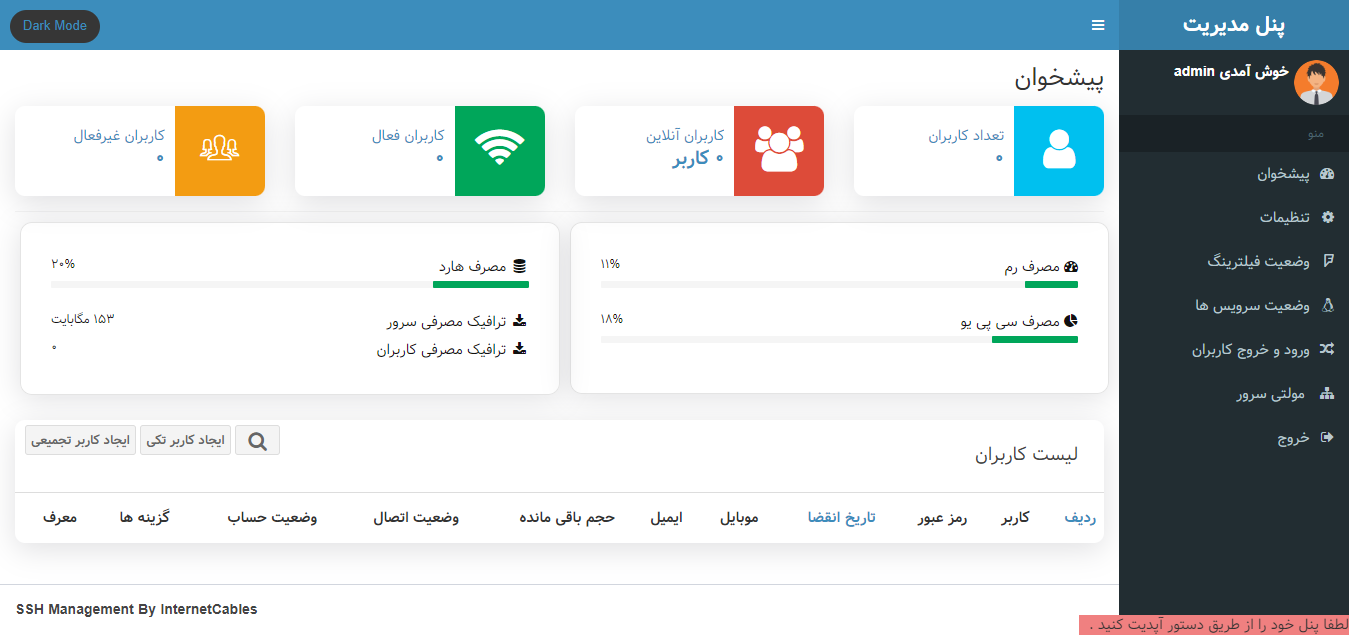 پنل مدیریت
Dark Mode
خوش آمدی admin
منو
پیشخوان
تنظیمات
وضعیت فیلترینگ
وضعیت سرویس ها
ورود و خروج کاربران
مولتی سرور
خروج
پیشخوان
تعداد کاربران
۰
کاربران آنلاین
۰ کاربر
کاربران فعال
۰
کاربران غیرفعال
۰
مصرف رم
۱۱%
مصرف سی پی یو
۱۸%
مصرف هارد
۲۰%
ترافیک مصرفی سرور
۱۵۳ مگابایت
ترافیک مصرفی کاربران
۰
لیست کاربران
ایجاد کاربر تکی
ایجاد کاربر تجمیعی
ردیف کاربر رمز عبور تاریخ انقضا موبایل ایمیل حجم باقی مانده وضعیت اتصال وضعیت حساب گزینه ها معرف
SSH Management By InternetCables
لطفا پنل خود را از طریق دستور آپدیت کنید .